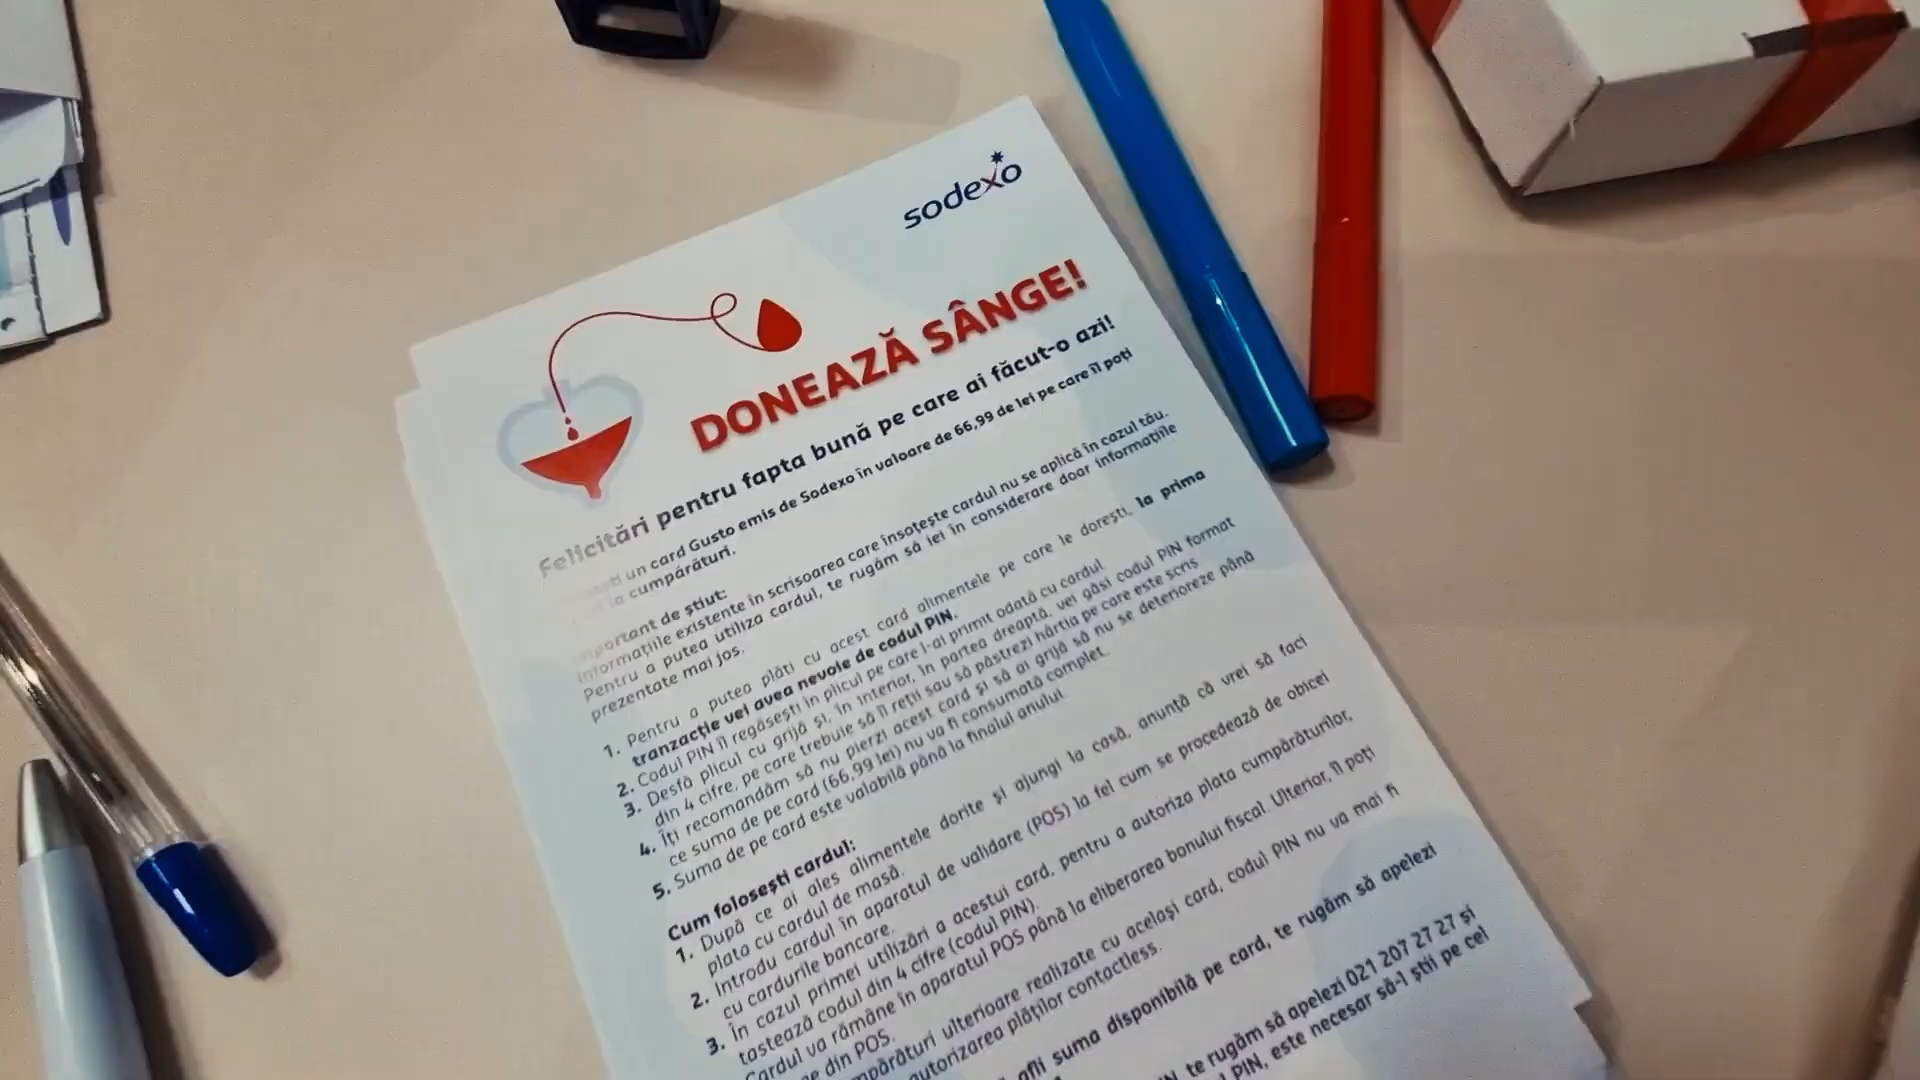 sodexo
DONEAZĂ SÂNGE!
Felicitări pentru fapta bună pe care ai făcut-o azi!
un card Gusto emis de Sodexo în valoare de 66,99 de lei pe care îl poți
la cumpărături.
Important de știut:
Informațiile existente în scrisoarea care însoțește cardul nu se aplică în cazul tău.
Pentru a putea utiliza cardul, te rugăm să iei în considerare doar informațiile
prezentate mai jos.
1. Pentru a putea plăti cu acest card alimentele pe care le dorești, la prima
tranzacție vei avea nevoie de codul PIN.
2. Codul PIN îl regăsești în plicul pe care l-ai primit odată cu cardul.
3. Desfă plicul cu grijă și, în interior, în partea dreaptă, vei găsi codul PIN format
din 4 cifre, pe care trebuie să îl reții sau să păstrezi hârtia pe care este scris
4. Îți recomandăm să nu pierzi acest card și să ai grijă să nu se deterioreze până
ce suma de pe card (66,99 lei) nu va fi consumată complet.
5. Suma de pe card este valabilă până la finalul anului.
Cum folosești cardul:
1. După ce ai ales alimentele dorite și ajungi la casă, anunță că vrei să faci
plata cu cardul de masă.
2. Introdu cardul în aparatul de validare (POS) la fel cum se procedează de obicei
cu cardurile bancare.
3. În cazul primei utilizări a acestui card, pentru a autoriza plata cumpărăturilor,
tastează codul din 4 cifre (codul PIN).
Cardul va rămâne în aparatul POS până la eliberarea bonului fiscal. Ulterior, îl poți
din POS.
ulterioare realizate cu același card, codul PIN nu va mai fi
autorizarea plăților contactless.
afli suma disponibilă pe card, te rugăm să apelezi
te rugăm să apelezi 021 207 27 27 și
PIN, este necesar să-l știi pe cel